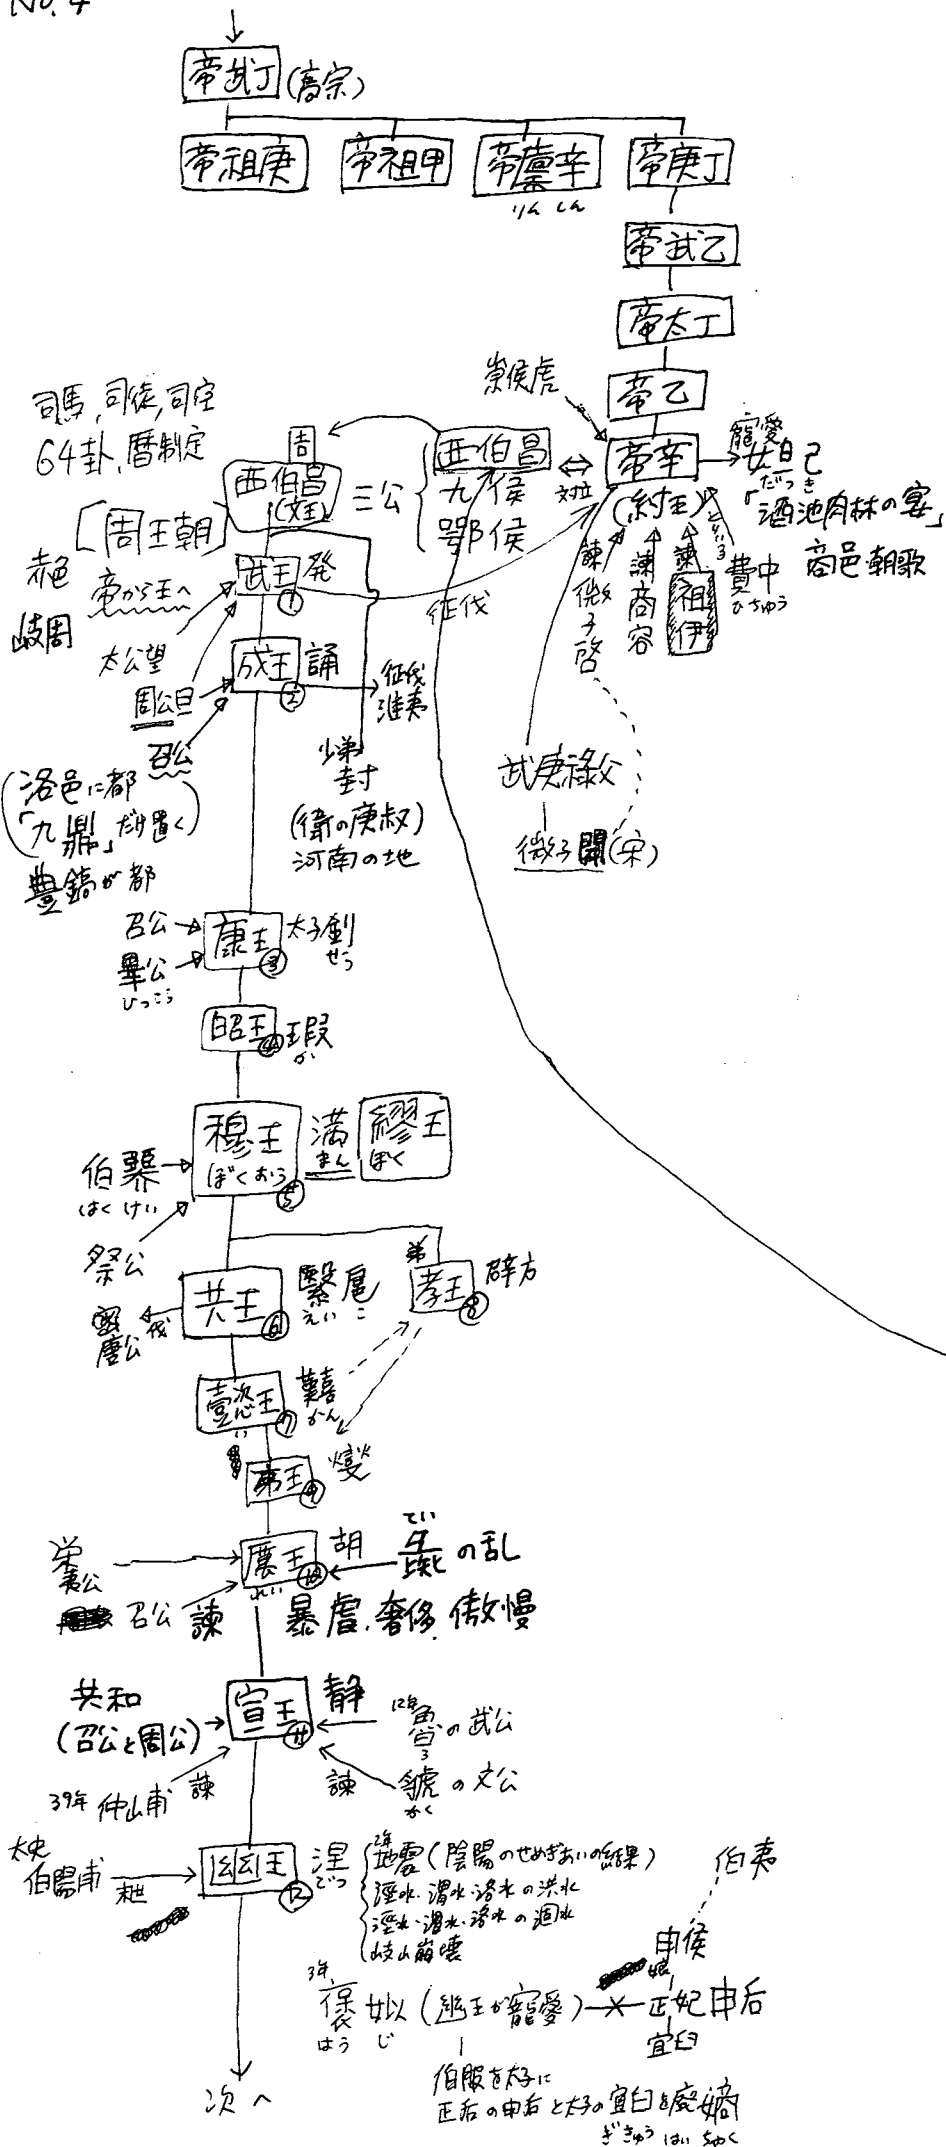 No. 4
帝武丁 (高宗)
帝祖庚 帝祖甲 帝廩辛 帝庚丁
りん しん
帝武乙
帝太丁
帝乙
崇侯虎
帝辛
(紂王)
寵愛
妲己
だっき
「酒池肉林の宴」
商邑 朝歌
司馬, 司徒, 司空
64卦, 暦制定
西伯昌
(文王)
三公
西伯昌
九侯
鄂侯
対立
征伐
諫 微子啓
諫 商容
諫 祖伊
費中
ひちゅう
[周王朝]
赤色
帝から王へ
岐周
武王 発
①
太公望
周公旦
召公
成王 誦
②
征伐
淮夷
少弟
封
(衛の康叔)
河南の地
武庚禄父
微子開(宋)
(洛邑に都
「九鼎」だけ置く)
豊鎬が都
召公
畢公
ひっこう
康王 太子釗
③ せう
昭王 瑕
④ か
穆王 満 繆王
ぼくおう まん ぼく
⑤
伯臩
はくけい
祭公
共王 繄扈
⑥ えいこ
伐
密康公
弟
孝王 辟方
⑧
懿王 囏
い ⑦ かん
夷王 燮
⑨
栄夷公
召公 諫
厲王 胡
れい ⑩
てい
彘の乱
暴虐. 奢侈. 傲慢
共和
(召公と周公)
宣王 静
⑪
12年 魯の武公
ろ
諫 虢の文公
かく
39年 仲山甫 諫
太史
伯陽甫
幽王 涅
⑫ でつ
2年
地震 (陰陽のせめぎあいの結果)
涇水・渭水・洛水の洪水
涇水・渭水・洛水の涸水
岐山崩壊
伯夷
申侯
娘
3年
褒姒 (幽王が寵愛) 正妃 申后
ほう じ
宜臼
伯服を太子に
正后の申后と太子の宜臼を廃嫡
ぎきゅう はいちゃく
次へ